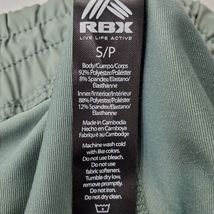 RBX
LIVE LIFE ACTIVE
S/P
Body/Cuerpo/Corps
92% Polyester/Poliéster
8% Spandex/Elastano/
Elasthanne
Inner/Interior/Intérieur
88% Polyester/Poliéster
12% Spandex/Elastano/
Elasthanne
Made in Cambodia
Hecho en Camboya
Fabriqué au Cambodge
Machine wash cold
with like colors.
Do not bleach.
Do not use
fabric softeners.
Tumble dry low,
remove promptly.
Do not iron.
Do not dry clean.